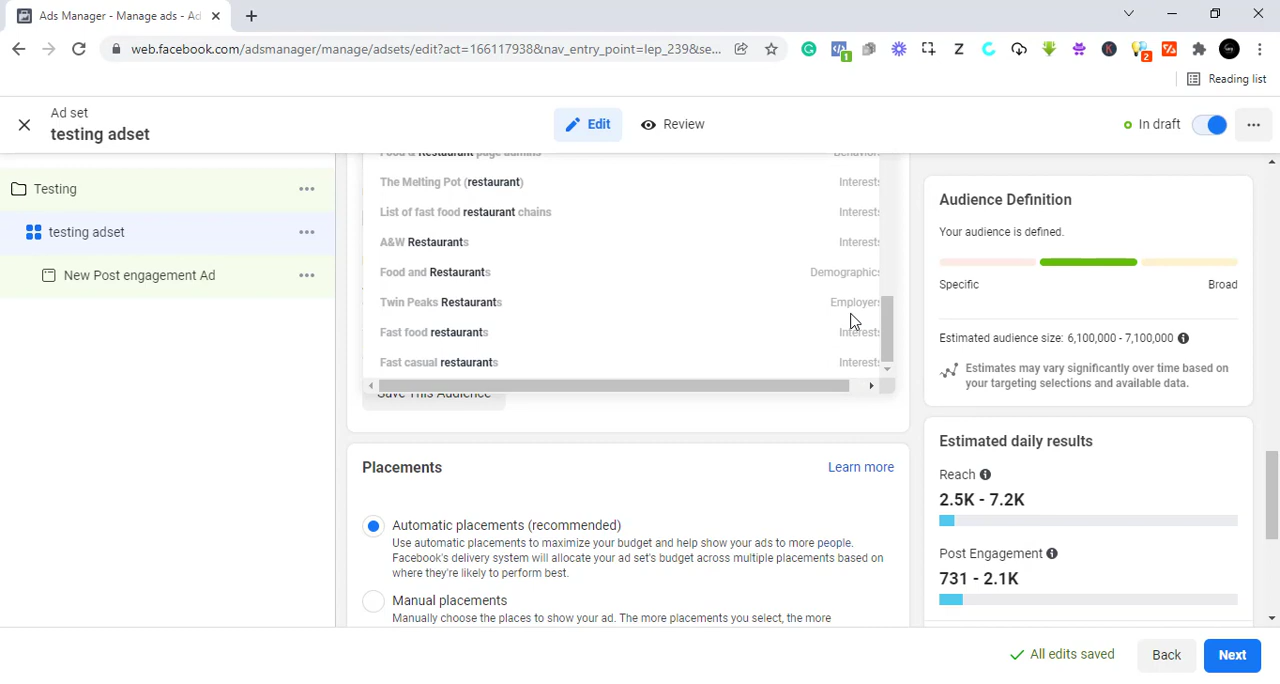 Ads Manager - Manage ads - Ad
web.facebook.com/adsmanager/manage/adsets/edit?act=166117938&nav_entry_point=lep_239&se...
1
Z
K
2
Reading list
Ad set
testing adset
Edit
Review
In draft
Testing
testing adset
New Post engagement Ad
Food & Restaurant page admins Behavior
The Melting Pot (restaurant) Interests
List of fast food restaurant chains Interests
A&W Restaurants Interests
Food and Restaurants Demographics
Twin Peaks Restaurants Employers
Fast food restaurants Interests
Fast casual restaurants Interests
Save This Audience
Placements
Learn more
Automatic placements (recommended)
Use automatic placements to maximize your budget and help show your ads to more people.
Facebook's delivery system will allocate your ad set's budget across multiple placements based on
where they're likely to perform best.
Manual placements
Manually choose the places to show your ad. The more placements you select, the more
Audience Definition
Your audience is defined.
Specific Broad
Estimated audience size: 6,100,000 - 7,100,000
Estimates may vary significantly over time based on
your targeting selections and available data.
Estimated daily results
Reach
2.5K - 7.2K
Post Engagement
731 - 2.1K
All edits saved
Back
Next